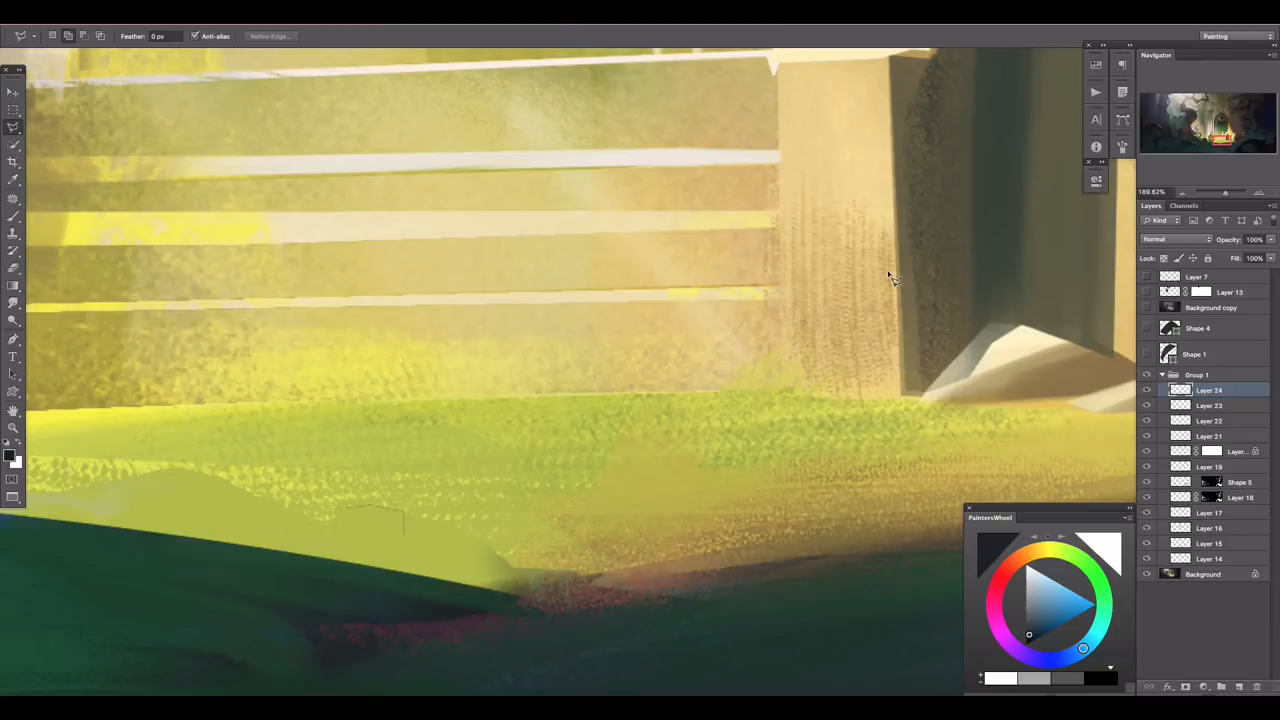 Feather: 0 px Anti-alias Refine Edge... Painting
Navigator
189.62%
Layers Channels
Kind
Normal Opacity: 100%
Lock: Fill: 100%
Layer 7
Layer 13
Background copy
Shape 4
Shape 1
Group 1
Layer 24
Layer 23
Layer 22
Layer 21
Layer...
Layer 19
Shape 5
Layer 18
Layer 17
Layer 16
Layer 15
Layer 14
Background
PaintersWheel